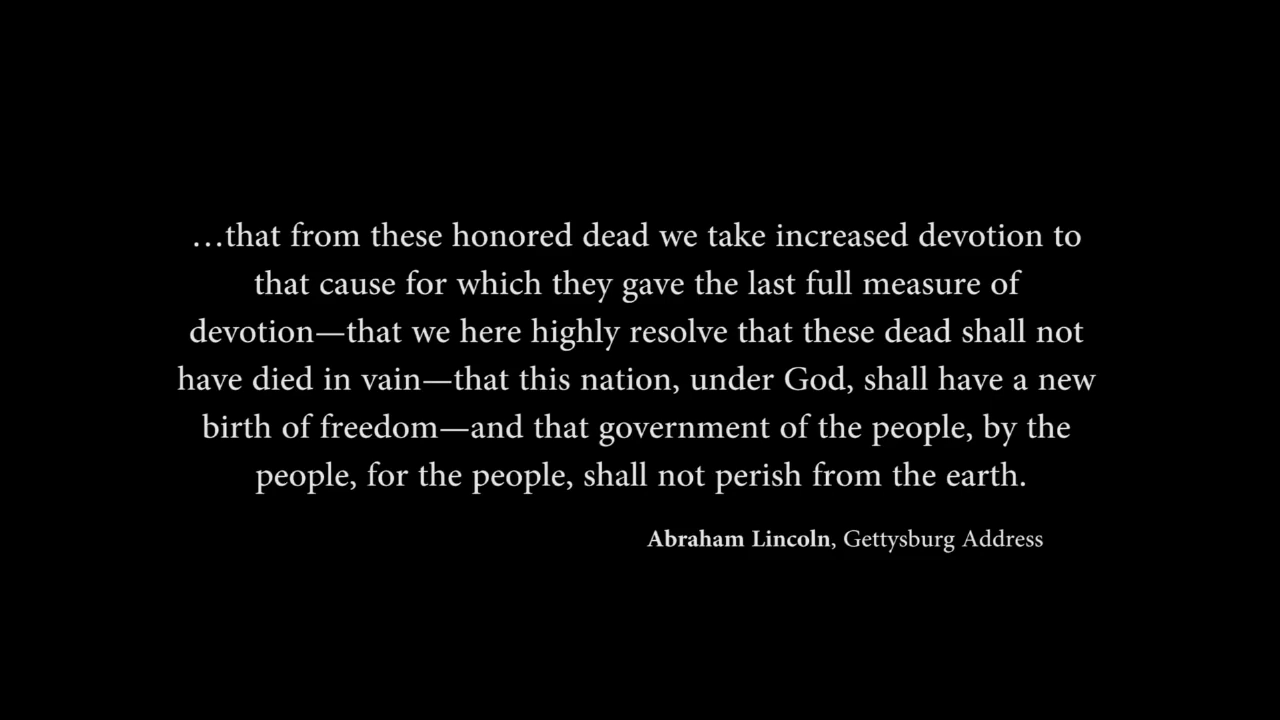 …that from these honored dead we take increased devotion to
that cause for which they gave the last full measure of
devotion—that we here highly resolve that these dead shall not
have died in vain—that this nation, under God, shall have a new
birth of freedom—and that government of the people, by the
people, for the people, shall not perish from the earth.
Abraham Lincoln, Gettysburg Address